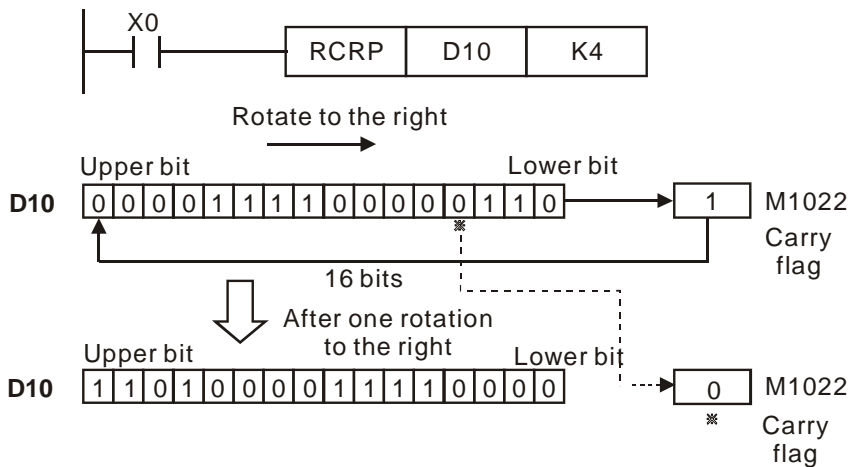 X0
RCRP D10 K4
Rotate to the right
Upper bit Lower bit
D10 0 0 0 0 1 1 1 1 0 0 0 0 0 1 1 0 1 M1022
※ Carry
flag
16 bits
After one rotation
to the right
Upper bit Lower bit
D10 1 1 0 1 0 0 0 0 1 1 1 1 0 0 0 0 0 M1022
※ Carry
flag